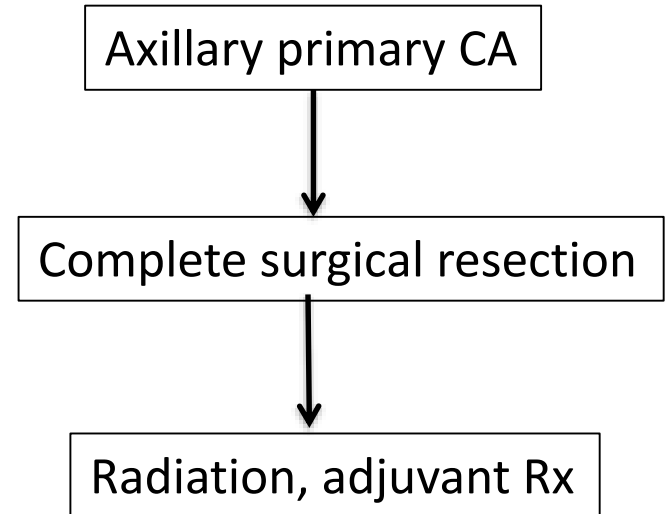 Axillary primary CA
Complete surgical resection
Radiation, adjuvant Rx